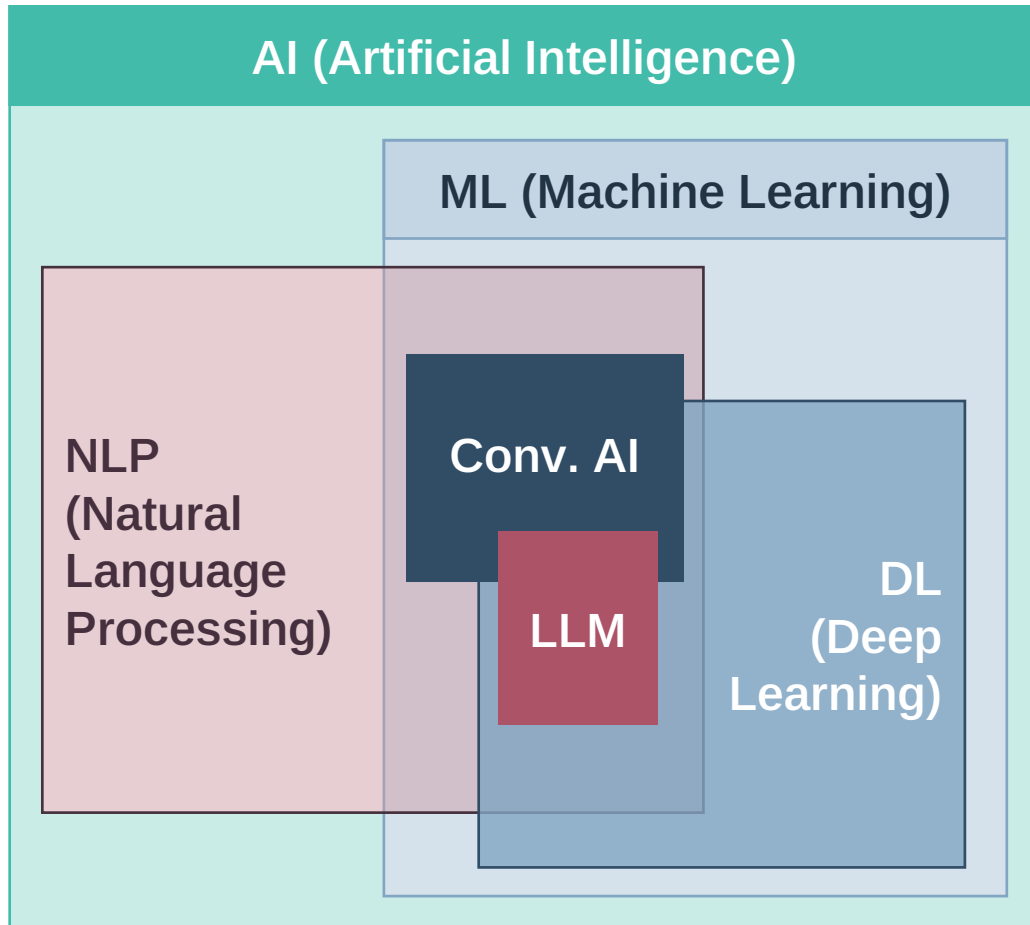 AI (Artificial Intelligence)
ML (Machine Learning)
NLP
(Natural
Language
Processing)
Conv. AI
LLM
DL
(Deep
Learning)